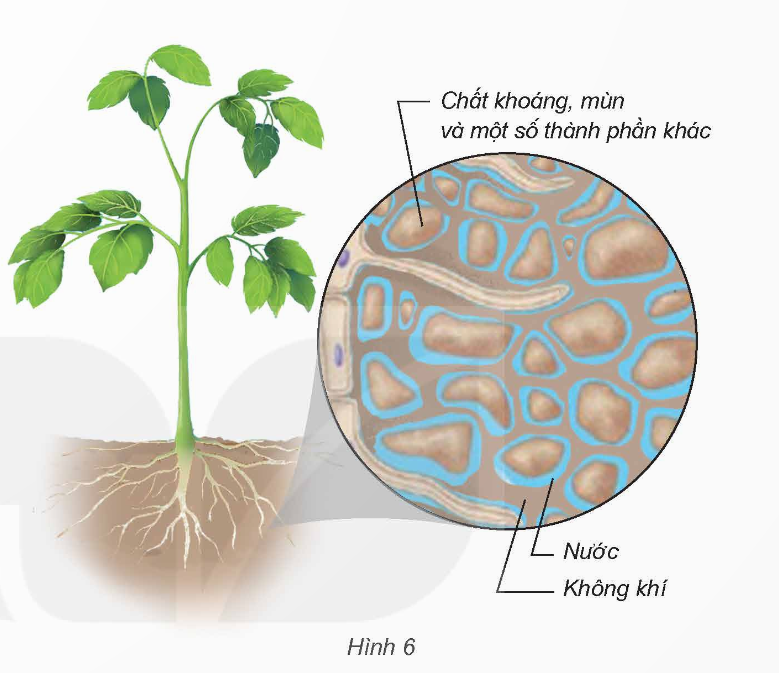 Chất khoáng, mùn
và một số thành phần khác
Nước
Không khí
Hình 6